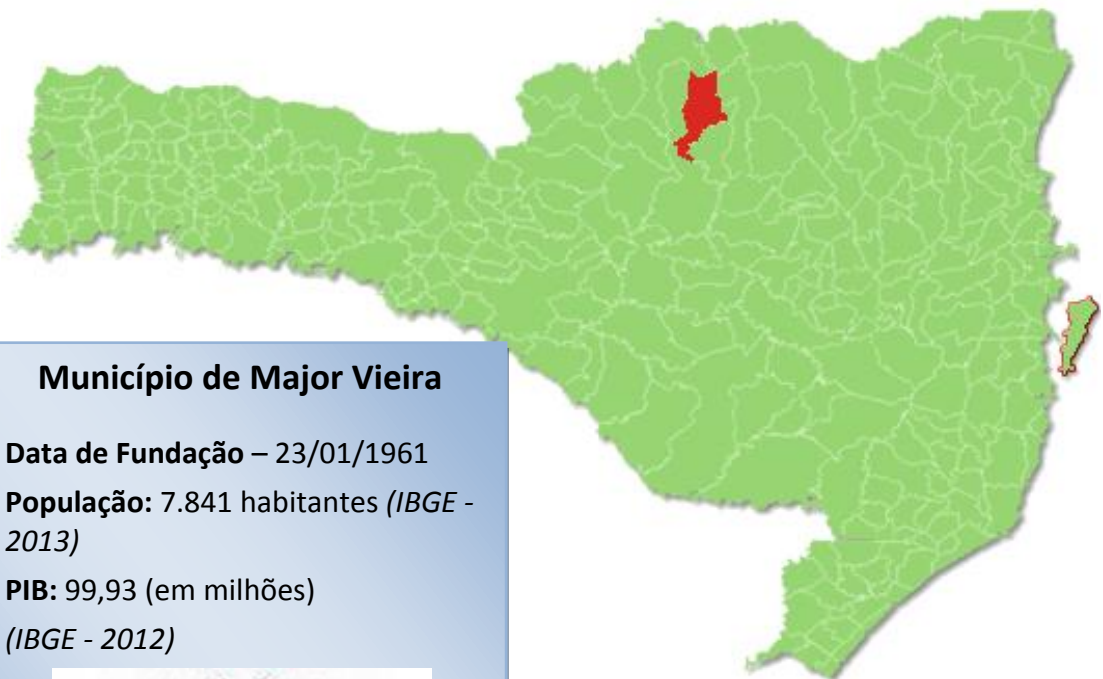 Município de Major Vieira
Data de Fundação – 23/01/1961
População: 7.841 habitantes (IBGE -
2013)
PIB: 99,93 (em milhões)
(IBGE - 2012)